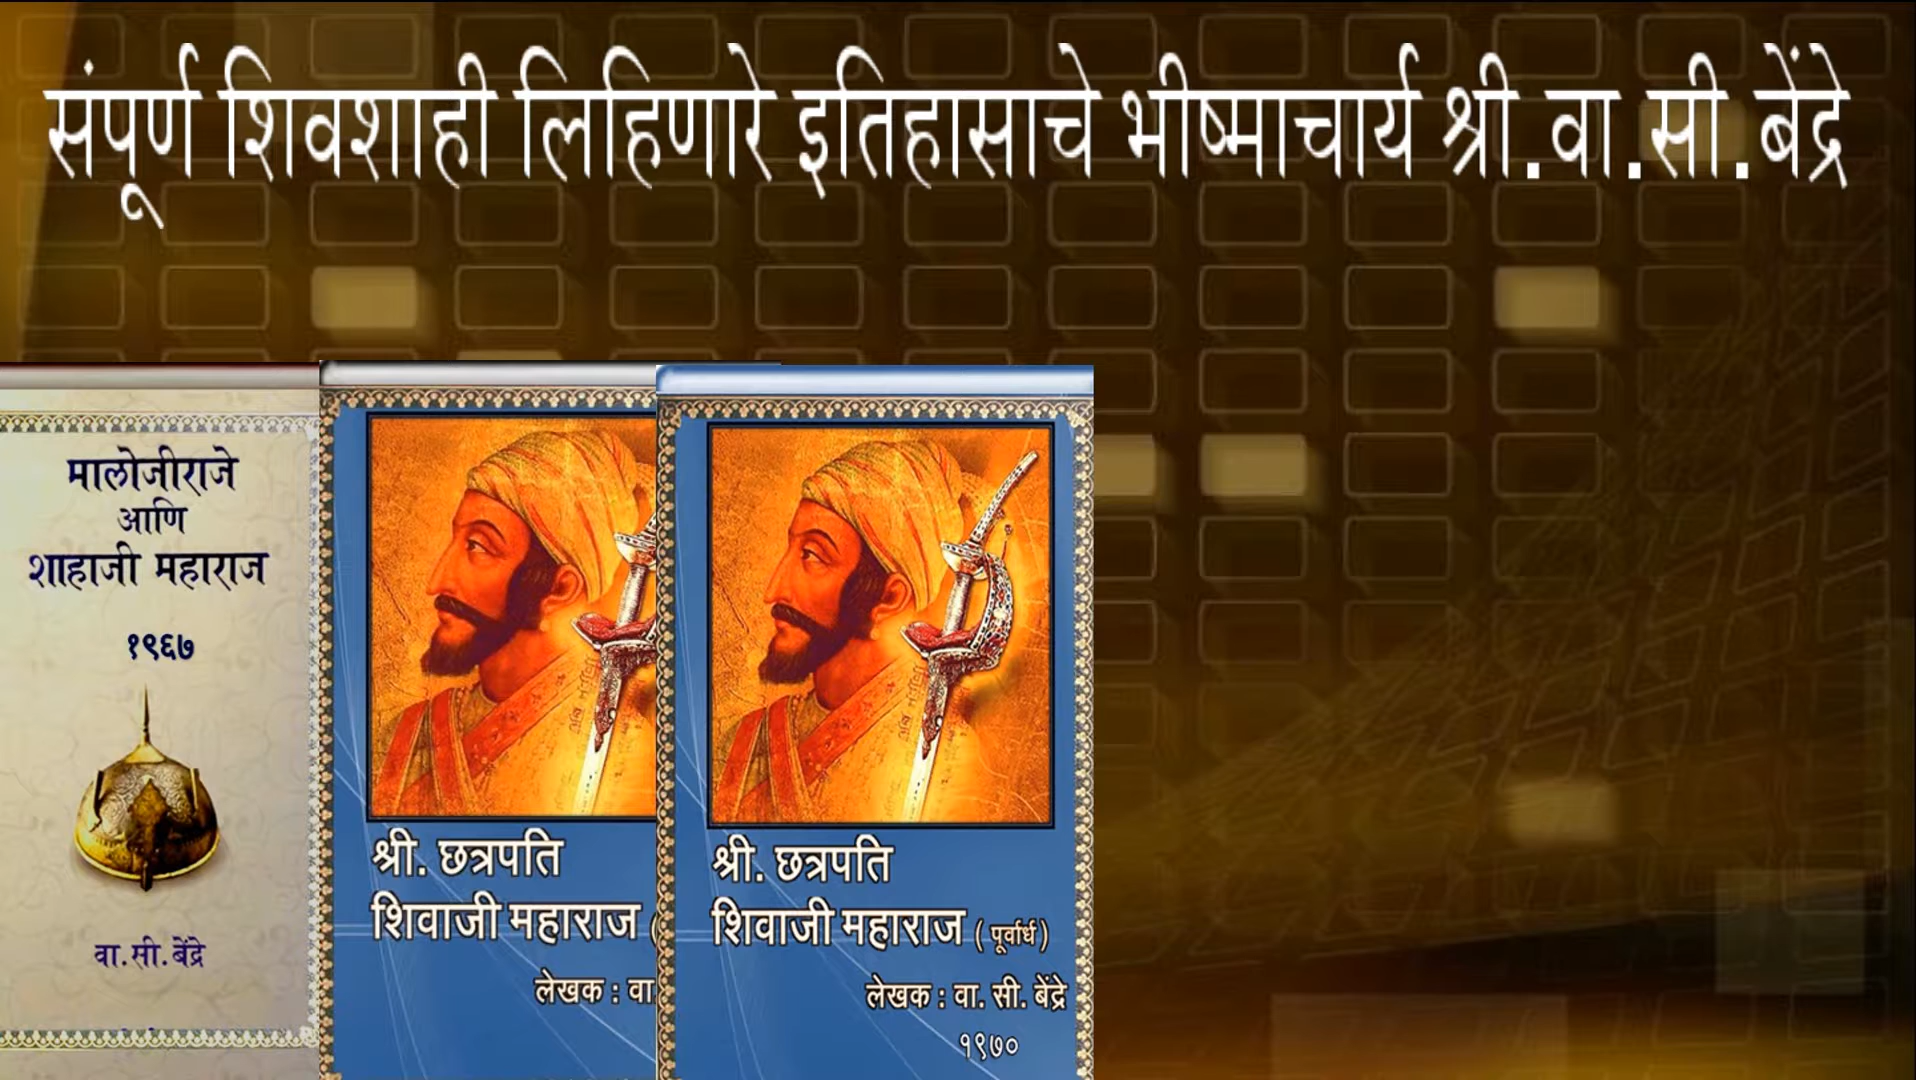 संपूर्ण शिवशाही लिहिणारे इतिहासाचे भीष्माचार्य श्री.वा.सी.बेंद्रे
मालोजीराजे
आणि
शाहाजी महाराज
१९६७
वा.सी.बेंद्रे
श्री. छत्रपति
शिवाजी महाराज (
लेखक : वा.
श्री. छत्रपति
शिवाजी महाराज ( पूर्वार्ध )
लेखक : वा. सी. बेंद्रे
१९७०